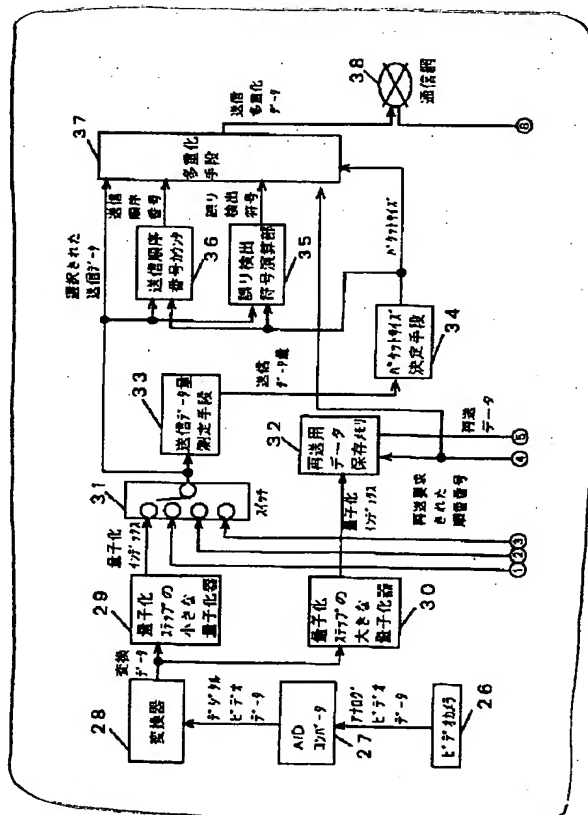 26
ビデオカメラ
アナログ
ビデオデータ
A/D
コンバータ
27
デジタル
ビデオデータ
28
変換器
変換
データ
29
量子化
ステップの
小さな
量子化器
量子化
インデックス
量子化
ステップの
大きな
量子化器
30
量子化
インデックス
31
スイッチ
①
②
③
32
再送用
データ
保存メモリ
再送要求
された
順番番号
④
⑤
再送
データ
33
送信データ量
測定手段
送信
データ量
34
パケットサイズ
決定手段
パケットサイズ
選択された
送信データ
送信順序
番号カウンタ
36
誤り検出
符号演算部
35
送信
順序
番号
誤り
検出
符号
37
多重化
手段
送信
多重化
データ
38
通信網
⑧